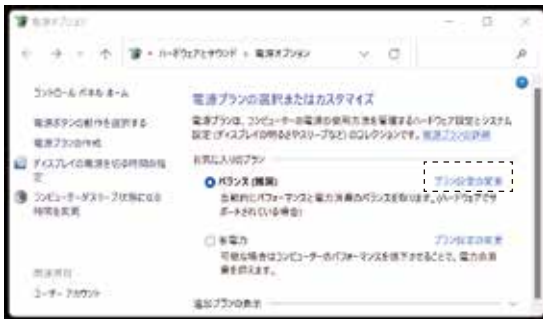 電源オプション
ハードウェアとサウンド
電源オプション
コントロール パネル ホーム
電源ボタンの動作を選択する
電源プランの作成
ディスプレイの電源を切る時間の指定
コンピューターがスリープ状態になる時間を変更
関連項目
ユーザー アカウント
電源プランの選択またはカスタマイズ
電源プランは、コンピューターの電源の使用方法を管理するハードウェア設定とシステム
設定 (ディスプレイの明るさやスリープなど) のコレクションです。電源プランの詳細
お気に入りのプラン
バランス (推奨)
プラン設定の変更
自動的にパフォーマンスと電力消費のバランスを取ります。(ハードウェアでサ
ポートされている場合)
省電力
プラン設定の変更
可能な場合はコンピューターのパフォーマンスを低下させることで、電力の消
費を抑えます。
追加プランの表示